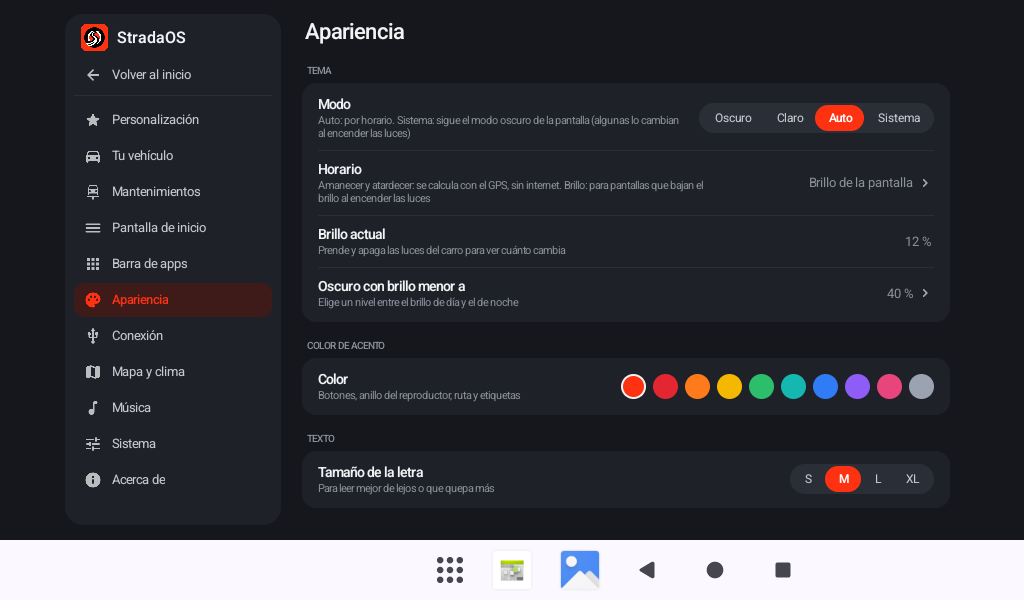 StradaOS
Volver al inicio
Personalización
Tu vehículo
Mantenimientos
Pantalla de inicio
Barra de apps
Apariencia
Conexión
Mapa y clima
Música
Sistema
Acerca de
Apariencia
TEMA
Modo
Auto: por horario. Sistema: sigue el modo oscuro de la pantalla (algunas lo cambian
al encender las luces)
Oscuro Claro Auto Sistema
Horario
Amanecer y atardecer: se calcula con el GPS, sin internet. Brillo: para pantallas que bajan el
brillo al encender las luces
Brillo de la pantalla
Brillo actual
Prende y apaga las luces del carro para ver cuánto cambia
12 %
Oscuro con brillo menor a
Elige un nivel entre el brillo de día y el de noche
40 %
COLOR DE ACENTO
Color
Botones, anillo del reproductor, ruta y etiquetas
TEXTO
Tamaño de la letra
Para leer mejor de lejos o que quepa más
S M L XL